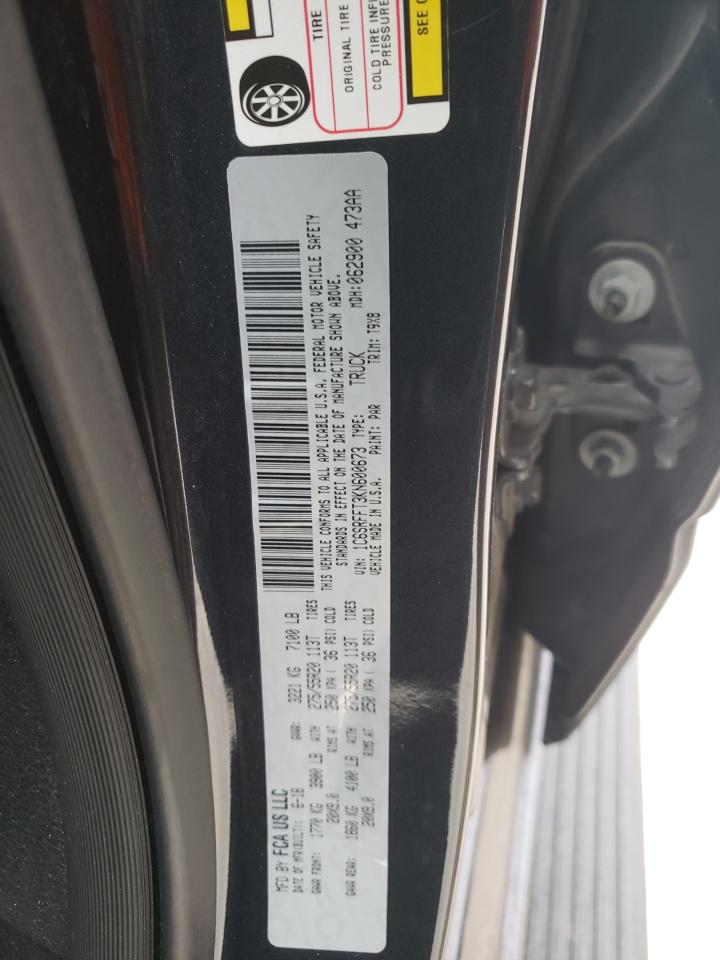 TIRE
ORIGINAL TIRE
COLD TIRE INFL
PRESSURE
SEE O
MFD BY FCA US LLC
DATE OF MFR(BUILT): 6-18 GVWR: 3221 KG 7100 LB
GAWR FRONT: 1770 KG 3900 LB WITH 275/55R20 113T TIRES
20X9.0 RIMS AT 250 KPA ( 36 PSI) COLD
GAWR REAR: 1860 KG 4100 LB WITH 275/55R20 113T TIRES
20X9.0 RIMS AT 250 KPA ( 36 PSI) COLD
THIS VEHICLE CONFORMS TO ALL APPLICABLE U.S.A. FEDERAL MOTOR VEHICLE SAFETY
STANDARDS IN EFFECT ON THE DATE OF MANUFACTURE SHOWN ABOVE.
VIN: 1C6SRFFT3KN600673 TYPE: TRUCK MDH:062900 473AA
VEHICLE MADE IN U.S.A. PAINT: PAR TRIM: T9X8